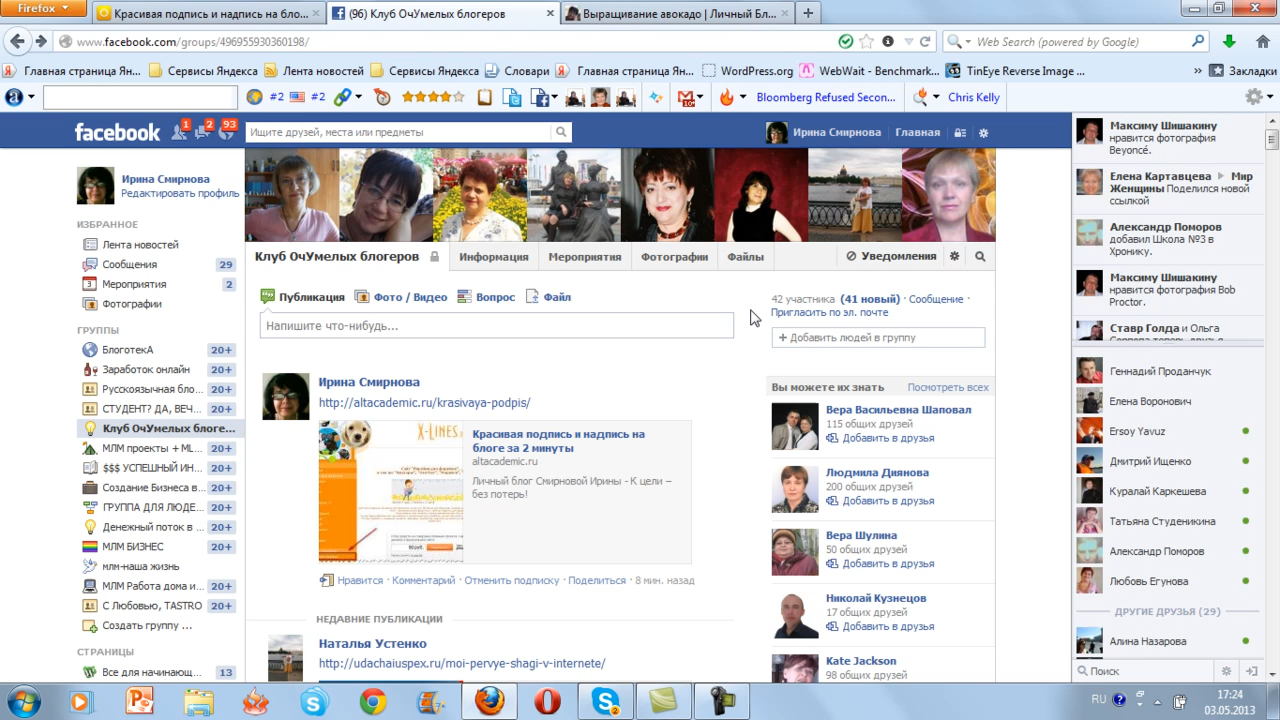 Firefox
Красивая подпись и надпись на бло...
(96) Клуб ОчУмелых блогеров
Выращивание авокадо | Личный Бл...
www.facebook.com/groups/496955930360198/
Web Search (powered by Google)
Главная страница Ян...
Сервисы Яндекса
Лента новостей
Сервисы Яндекса
Словари
Главная страница Ян...
WordPress.org
WebWait - Benchmark...
TinEye Reverse Image ...
Закладки
#2
#2
Bloomberg Refused Secon...
Chris Kelly
facebook
1
2
93
Ищите друзей, места или предметы
Ирина Смирнова
Главная
Ирина Смирнова
Редактировать профиль
ИЗБРАННОЕ
Лента новостей
Сообщения 29
Мероприятия 2
Фотографии
ГРУППЫ
БлоготекА 20+
Заработок онлайн 20+
Русскоязычная бло... 20+
СТУДЕНТ? ДА, ВЕЧ... 20+
Клуб ОчУмелых блоге...
МЛМ проекты + ML... 20+
$$$ УСПЕШНЫЙ ИН... 20+
Создание Бизнеса в... 20+
ГРУППА ДЛЯ ЛЮДЕ... 20+
Денежный поток в ... 20+
МЛМ БИЗНЕС 20+
млм-наша жизнь
МЛМ Работа дома и... 20+
С Любовью, TASTRO 20+
Создать группу ...
СТРАНИЦЫ
Все для начинающ... 13
Клуб ОчУмелых блогеров
Информация
Мероприятия
Фотографии
Файлы
Уведомления
Публикация
Фото / Видео
Вопрос
Файл
Напишите что-нибудь...
Ирина Смирнова
http://altacademic.ru/krasivaya-podpis/
X-LINES
Красивая подпись и надпись на
блоге за 2 минуты
altacademic.ru
Личный блог Смирновой Ирины - К цели –
без потерь!
Нравится · Комментарий · Отменить подписку · Поделиться · 8 мин. назад
НЕДАВНИЕ ПУБЛИКАЦИИ
Наталья Устенко
http://udachaiuspex.ru/moi-pervye-shagi-v-internete/
42 участника (41 новый) · Сообщение ·
Пригласить по эл. почте
+ Добавить людей в группу
Вы можете их знать
Посмотреть всех
Вера Васильевна Шаповал
115 общих друзей
Добавить в друзья
Людмила Диянова
200 общих друзей
Добавить в друзья
Вера Шулина
50 общих друзей
Добавить в друзья
Николай Кузнецов
17 общих друзей
Добавить в друзья
Kate Jackson
98 общих друзей
Максиму Шишакину
нравится фотография
Beyoncé.
Елена Картавцева ▶ Мир
Женщины Поделился новой
ссылкой
Александр Поморов
добавил Школа №3 в
Хронику.
Максиму Шишакину
нравится фотография Bob
Proctor.
Ставр Голда и Ольга
Геннадий Проданчук
Елена Воронович
Ersoy Yavuz
Дмитрий Ищенко
Нуралай Каркешева
Татьяна Студеникина
Александр Поморов
Любовь Егунова
ДРУГИЕ ДРУЗЬЯ (29)
Алина Назарова
Поиск
RU
17:24
03.05.2013